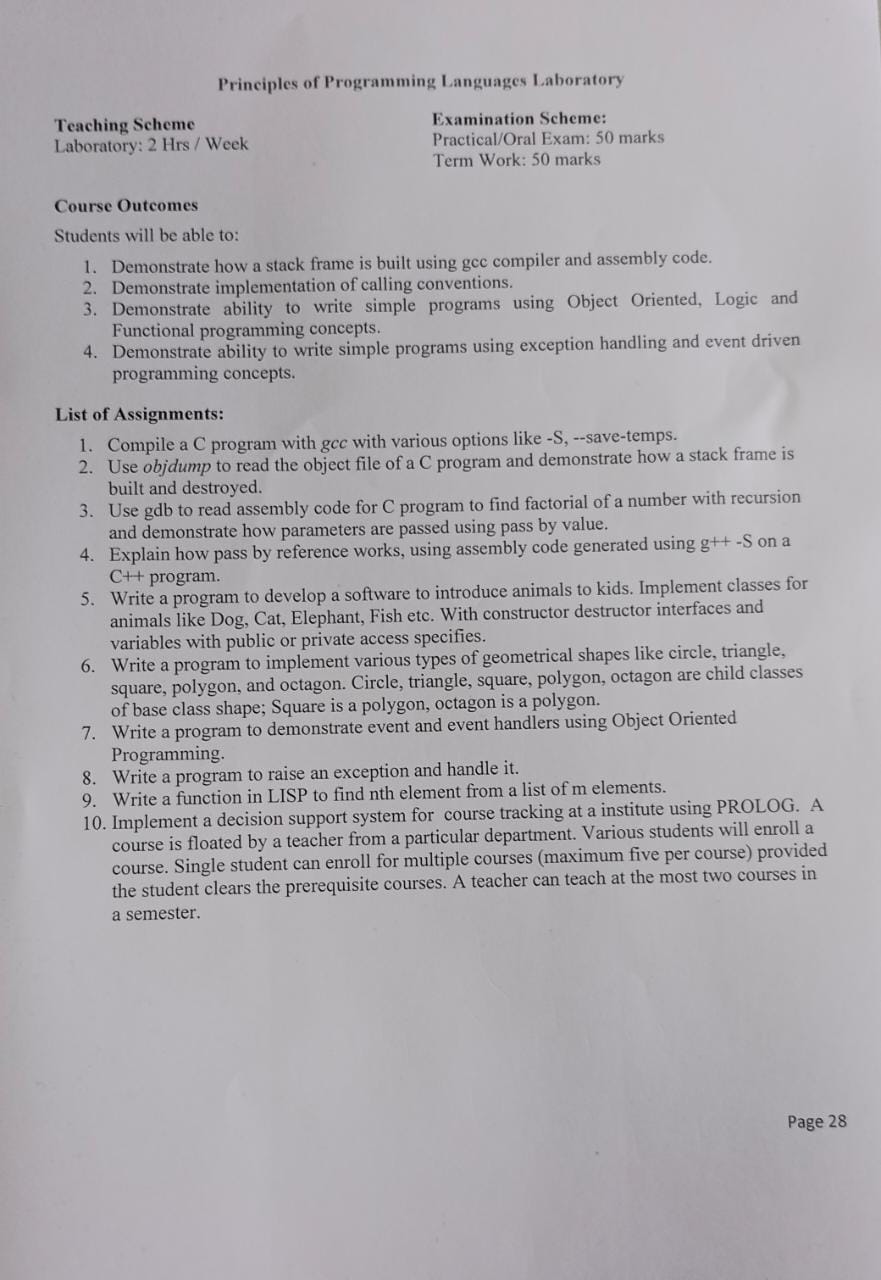 Principles of Programming Languages Laboratory
Teaching Scheme
Laboratory: 2 Hrs / Week
Examination Scheme:
Practical/Oral Exam: 50 marks
Term Work: 50 marks
Course Outcomes
Students will be able to:
1. Demonstrate how a stack frame is built using gcc compiler and assembly code.
2. Demonstrate implementation of calling conventions.
3. Demonstrate ability to write simple programs using Object Oriented, Logic and
Functional programming concepts.
4. Demonstrate ability to write simple programs using exception handling and event driven
programming concepts.
List of Assignments:
1. Compile a C program with gcc with various options like -S, --save-temps.
2. Use objdump to read the object file of a C program and demonstrate how a stack frame is
built and destroyed.
3. Use gdb to read assembly code for C program to find factorial of a number with recursion
and demonstrate how parameters are passed using pass by value.
4. Explain how pass by reference works, using assembly code generated using g++ -S on a
C++ program.
5. Write a program to develop a software to introduce animals to kids. Implement classes for
animals like Dog, Cat, Elephant, Fish etc. With constructor destructor interfaces and
variables with public or private access specifies.
6. Write a program to implement various types of geometrical shapes like circle, triangle,
square, polygon, and octagon. Circle, triangle, square, polygon, octagon are child classes
of base class shape; Square is a polygon, octagon is a polygon.
7. Write a program to demonstrate event and event handlers using Object Oriented
Programming.
8. Write a program to raise an exception and handle it.
9. Write a function in LISP to find nth element from a list of m elements.
10. Implement a decision support system for course tracking at a institute using PROLOG. A
course is floated by a teacher from a particular department. Various students will enroll a
course. Single student can enroll for multiple courses (maximum five per course) provided
the student clears the prerequisite courses. A teacher can teach at the most two courses in
a semester.
Page 28